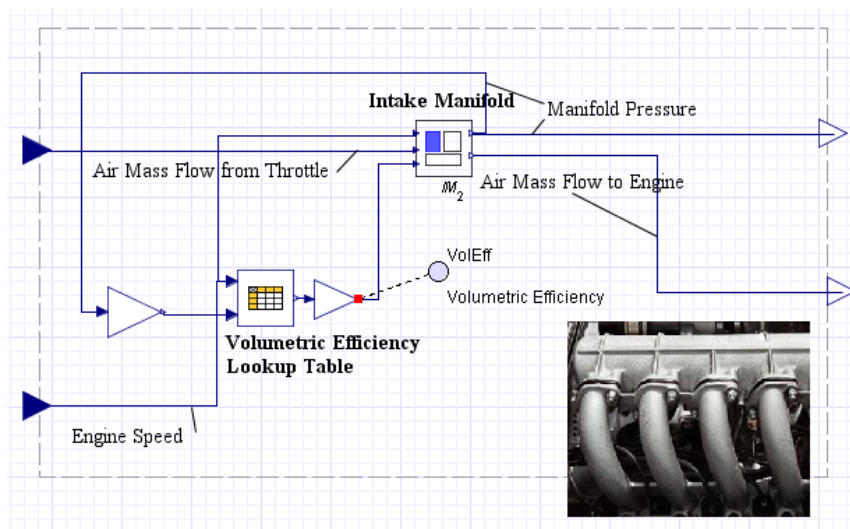 Intake Manifold
Manifold Pressure
Air Mass Flow from Throttle
Air Mass Flow to Engine
IM2
VolEff
Volumetric Efficiency
Volumetric Efficiency
Lookup Table
Engine Speed